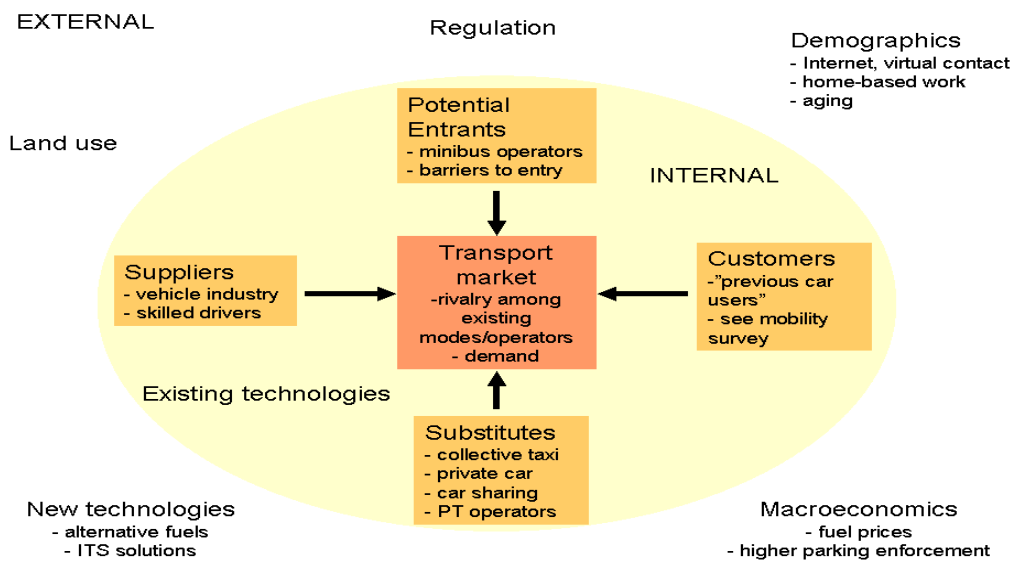 EXTERNAL
Regulation
Demographics
- Internet, virtual contact
- home-based work
- aging
Land use
Potential
Entrants
- minibus operators
- barriers to entry
INTERNAL
Suppliers
- vehicle industry
- skilled drivers
Transport
market
-rivalry among
existing
modes/operators
- demand
Customers
-”previous car
users”
- see mobility
survey
Existing technologies
Substitutes
- collective taxi
- private car
- car sharing
- PT operators
New technologies
- alternative fuels
- ITS solutions
Macroeconomics
- fuel prices
- higher parking enforcement